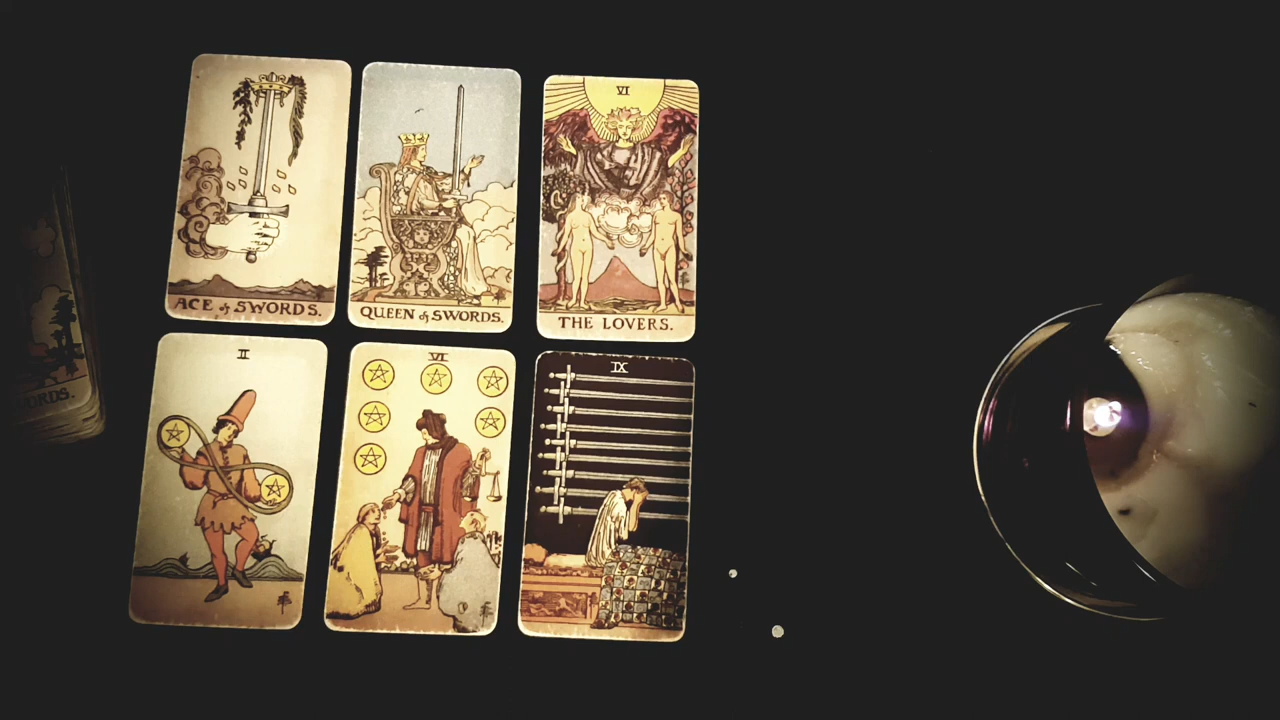 ACE of SWORDS.
QUEEN of SWORDS.
VI
THE LOVERS.
II
VI
IX